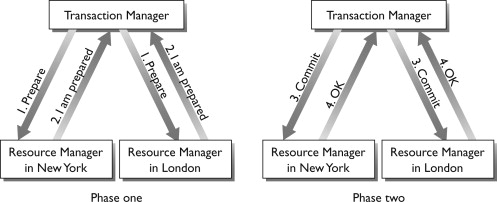 Transaction Manager
Transaction Manager
1. Prepare
2. I am prepared
1. Prepare
2. I am prepared
3. Commit
4. OK
3. Commit
4. OK
Resource Manager
in New York
Resource Manager
in London
Resource Manager
in New York
Resource Manager
in London
Phase one
Phase two